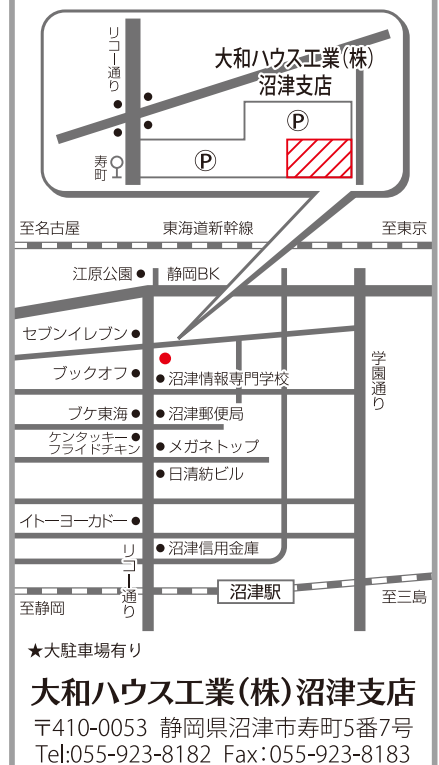 リコー通り
大和ハウス工業(株)
沼津支店
Ⓟ
Ⓟ
寿町
至名古屋
東海道新幹線
至東京
江原公園
静岡BK
セブンイレブン
学園通り
ブックオフ
沼津情報専門学校
ブケ東海
沼津郵便局
ケンタッキー
フライドチキン
メガネトップ
日清紡ビル
イトーヨーカドー
リコー通り
沼津信用金庫
沼津駅
至静岡
至三島
★大駐車場有り
大和ハウス工業(株)沼津支店
〒410-0053 静岡県沼津市寿町5番7号
Tel:055-923-8182 Fax:055-923-8183